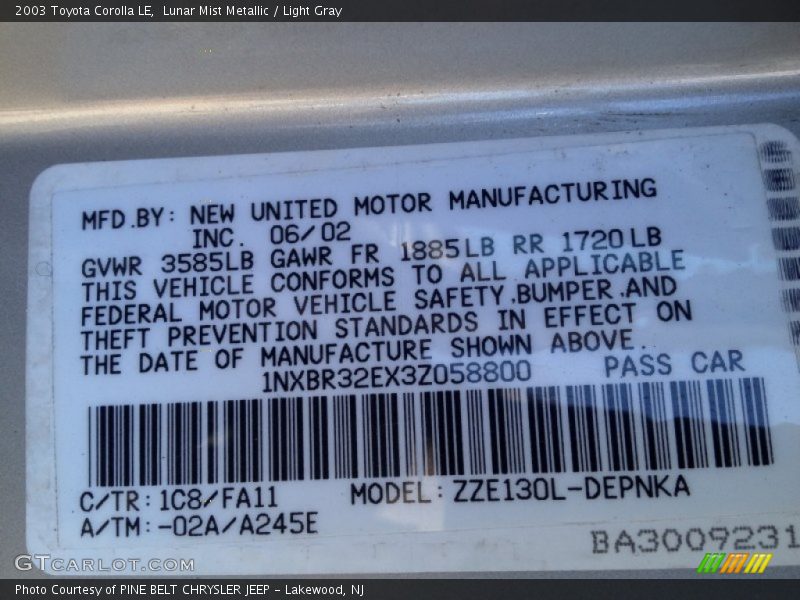 2003 Toyota Corolla LE,  Lunar Mist Metallic / Light Gray
MFD.BY: NEW UNITED MOTOR MANUFACTURING
INC. 06/02
GVWR 3585LB GAWR FR 1885LB RR 1720LB
THIS VEHICLE CONFORMS TO ALL APPLICABLE
FEDERAL MOTOR VEHICLE SAFETY,BUMPER,AND
THEFT PREVENTION STANDARDS IN EFFECT ON
THE DATE OF MANUFACTURE SHOWN ABOVE.
1NXBR32EX3Z058800 PASS CAR
C/TR:1C8/FA11 MODEL:ZZE130L-DEPNKA
A/TM:-02A/A245E
BA3009231
GTCARLOT.COM
Photo Courtesy of PINE BELT CHRYSLER JEEP - Lakewood, NJ